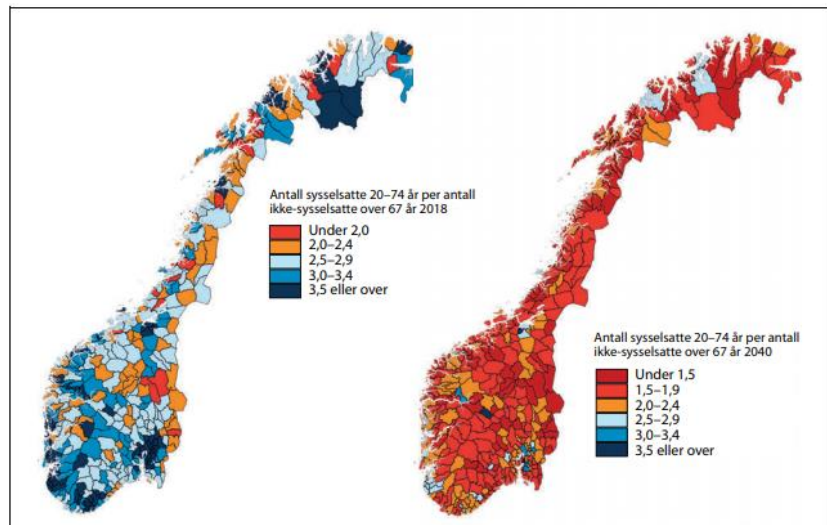 Antall sysselsatte 20–74 år per antall
ikke-sysselsatte over 67 år 2018
Under 2,0
2,0–2,4
2,5–2,9
3,0–3,4
3,5 eller over
Antall sysselsatte 20–74 år per antall
ikke-sysselsatte over 67 år 2040
Under 1,5
1,5–1,9
2,0–2,4
2,5–2,9
3,0–3,4
3,5 eller over